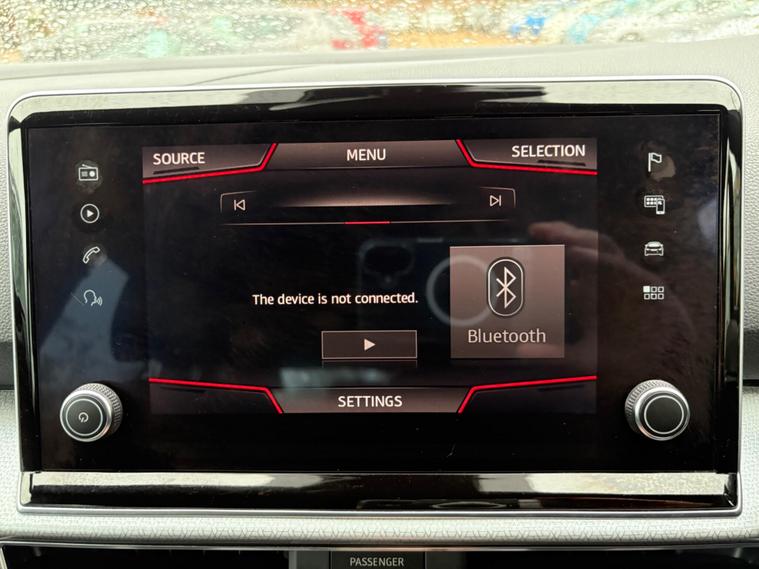 SOURCE
MENU
SELECTION
The device is not connected.
Bluetooth
SETTINGS
PASSENGER